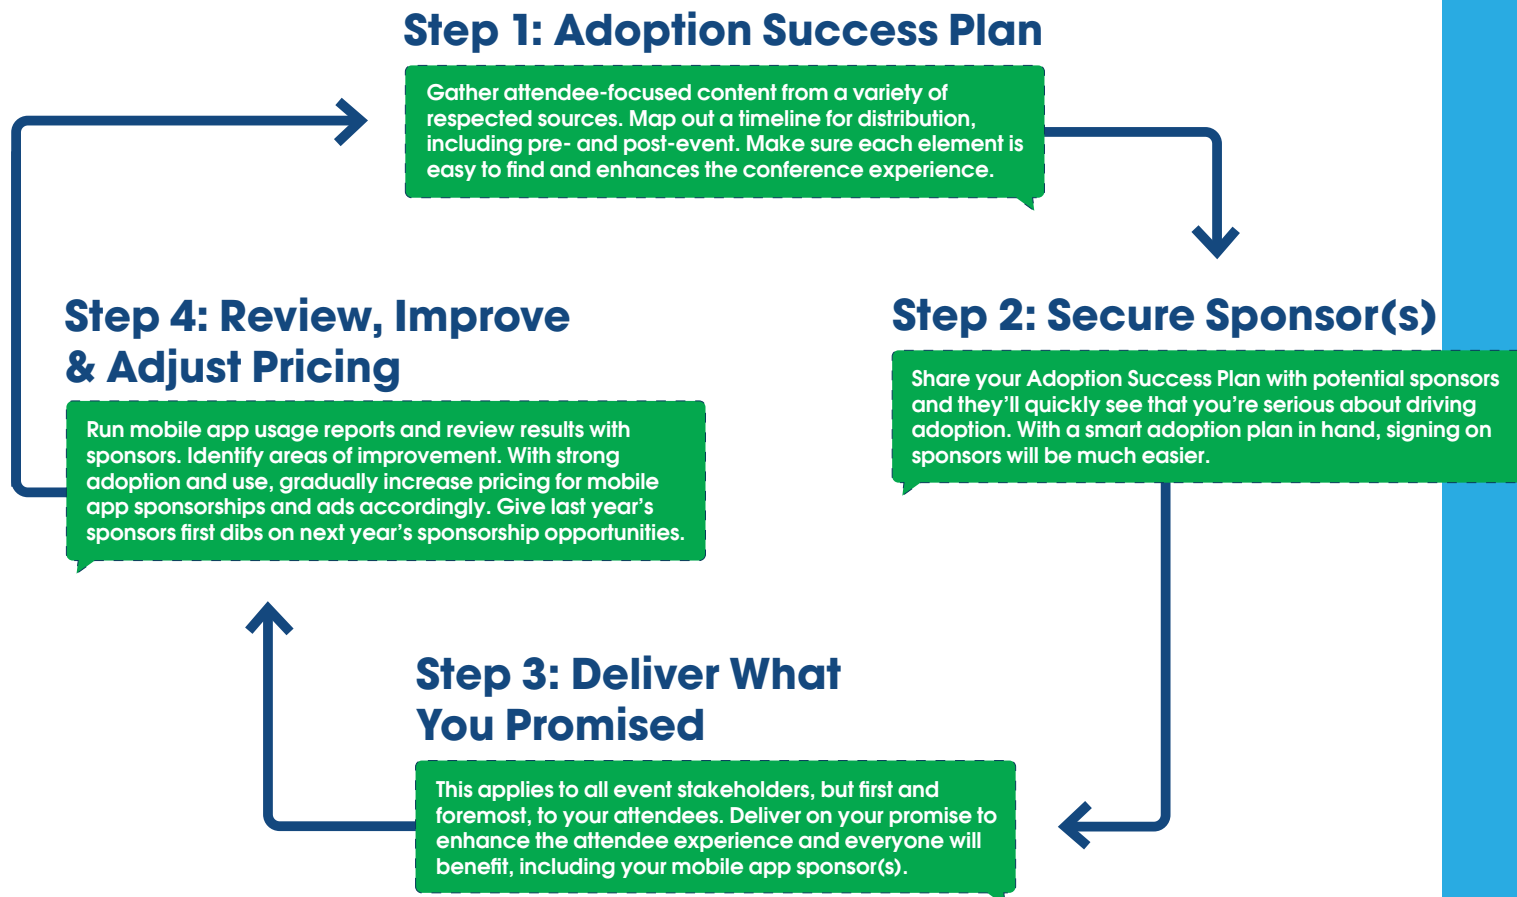 Step 1: Adoption Success Plan
Gather attendee-focused content from a variety of
respected sources. Map out a timeline for distribution,
including pre- and post-event. Make sure each element is
easy to find and enhances the conference experience.
Step 2: Secure Sponsor(s)
Share your Adoption Success Plan with potential sponsors
and they’ll quickly see that you’re serious about driving
adoption. With a smart adoption plan in hand, signing on
sponsors will be much easier.
Step 3: Deliver What
You Promised
This applies to all event stakeholders, but first and
foremost, to your attendees. Deliver on your promise to
enhance the attendee experience and everyone will
benefit, including your mobile app sponsor(s).
Step 4: Review, Improve
& Adjust Pricing
Run mobile app usage reports and review results with
sponsors. Identify areas of improvement. With strong
adoption and use, gradually increase pricing for mobile
app sponsorships and ads accordingly. Give last year’s
sponsors first dibs on next year’s sponsorship opportunities.